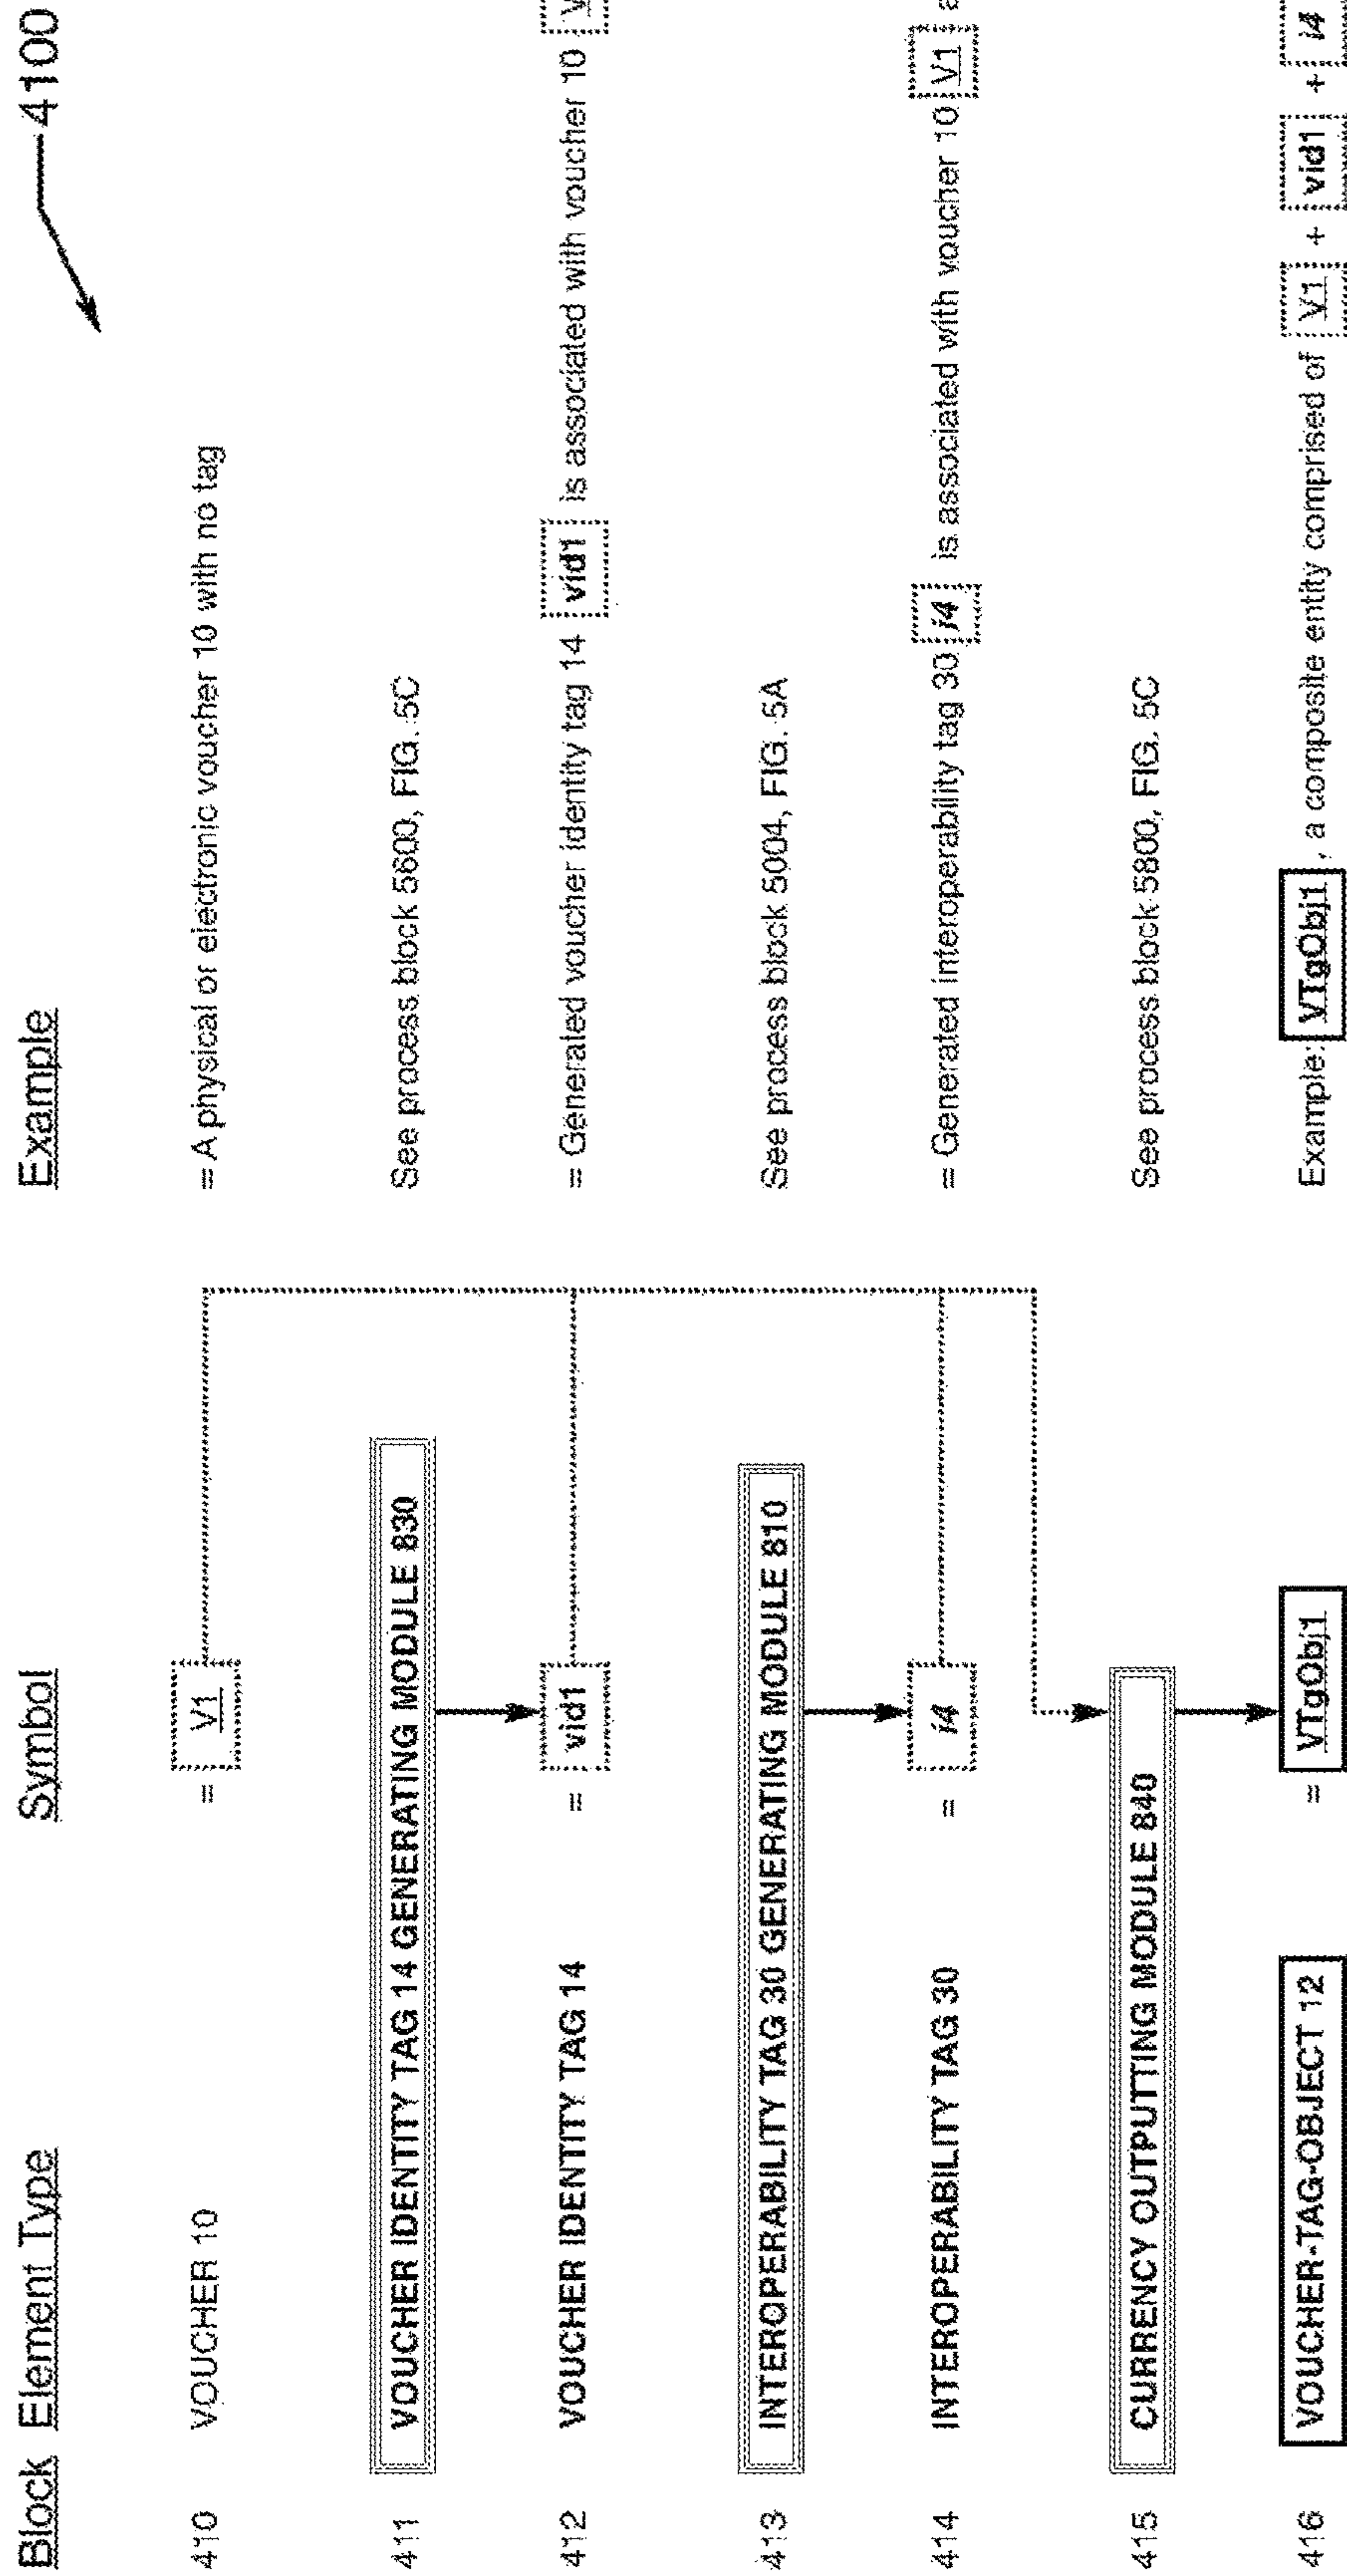 4100
Block Element Type Symbol Example
410 VOUCHER 10 = V1 = A physical or electronic voucher 10 with no tag
411 VOUCHER IDENTITY TAG 14 GENERATING MODULE 830 See process block 5600, FIG. 5C
412 VOUCHER IDENTITY TAG 14 = vid1 = Generated voucher identity tag 14 vid1 is associated with voucher 10
413 INTEROPERABILITY TAG 30 GENERATING MODULE 810 See process block 5004, FIG. 5A
414 INTEROPERABILITY TAG 30 = i4 = Generated interoperability tag 30 i4 is associated with voucher 10 V1
415 CURRENCY OUTPUTTING MODULE 840 See process block 5800, FIG. 5C
416 VOUCHER-TAG-OBJECT 12 = VTgObj1 Example: VTgObj1, a composite entity comprised of V1 + vid1 + i4